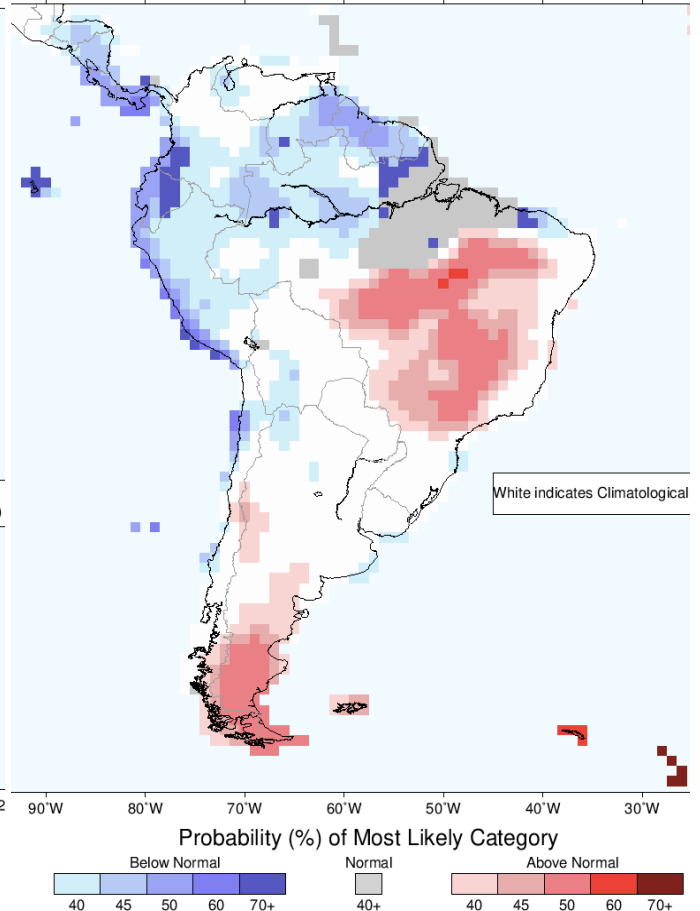 White indicates Climatological
)
2
90°W 80°W 70°W 60°W 50°W 40°W 30°W
Probability (%) of Most Likely Category
Below Normal Normal Above Normal
40 45 50 60 70+ 40+ 40 45 50 60 70+